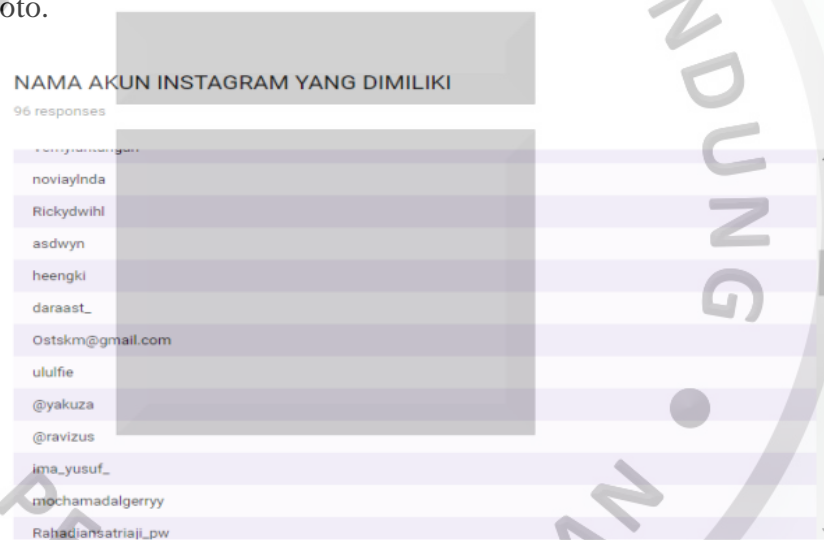 oto.
NAMA AKUN INSTAGRAM YANG DIMILIKI
96 responses
noviaylnda
Rickydwihl
asdwyn
heengki
daraast_
Ostskm@gmail.com
ululfie
@yakuza
@ravizus
ima_yusuf_
mochamadalgerryy
Rahadiansatriaji_pw
NDUNG